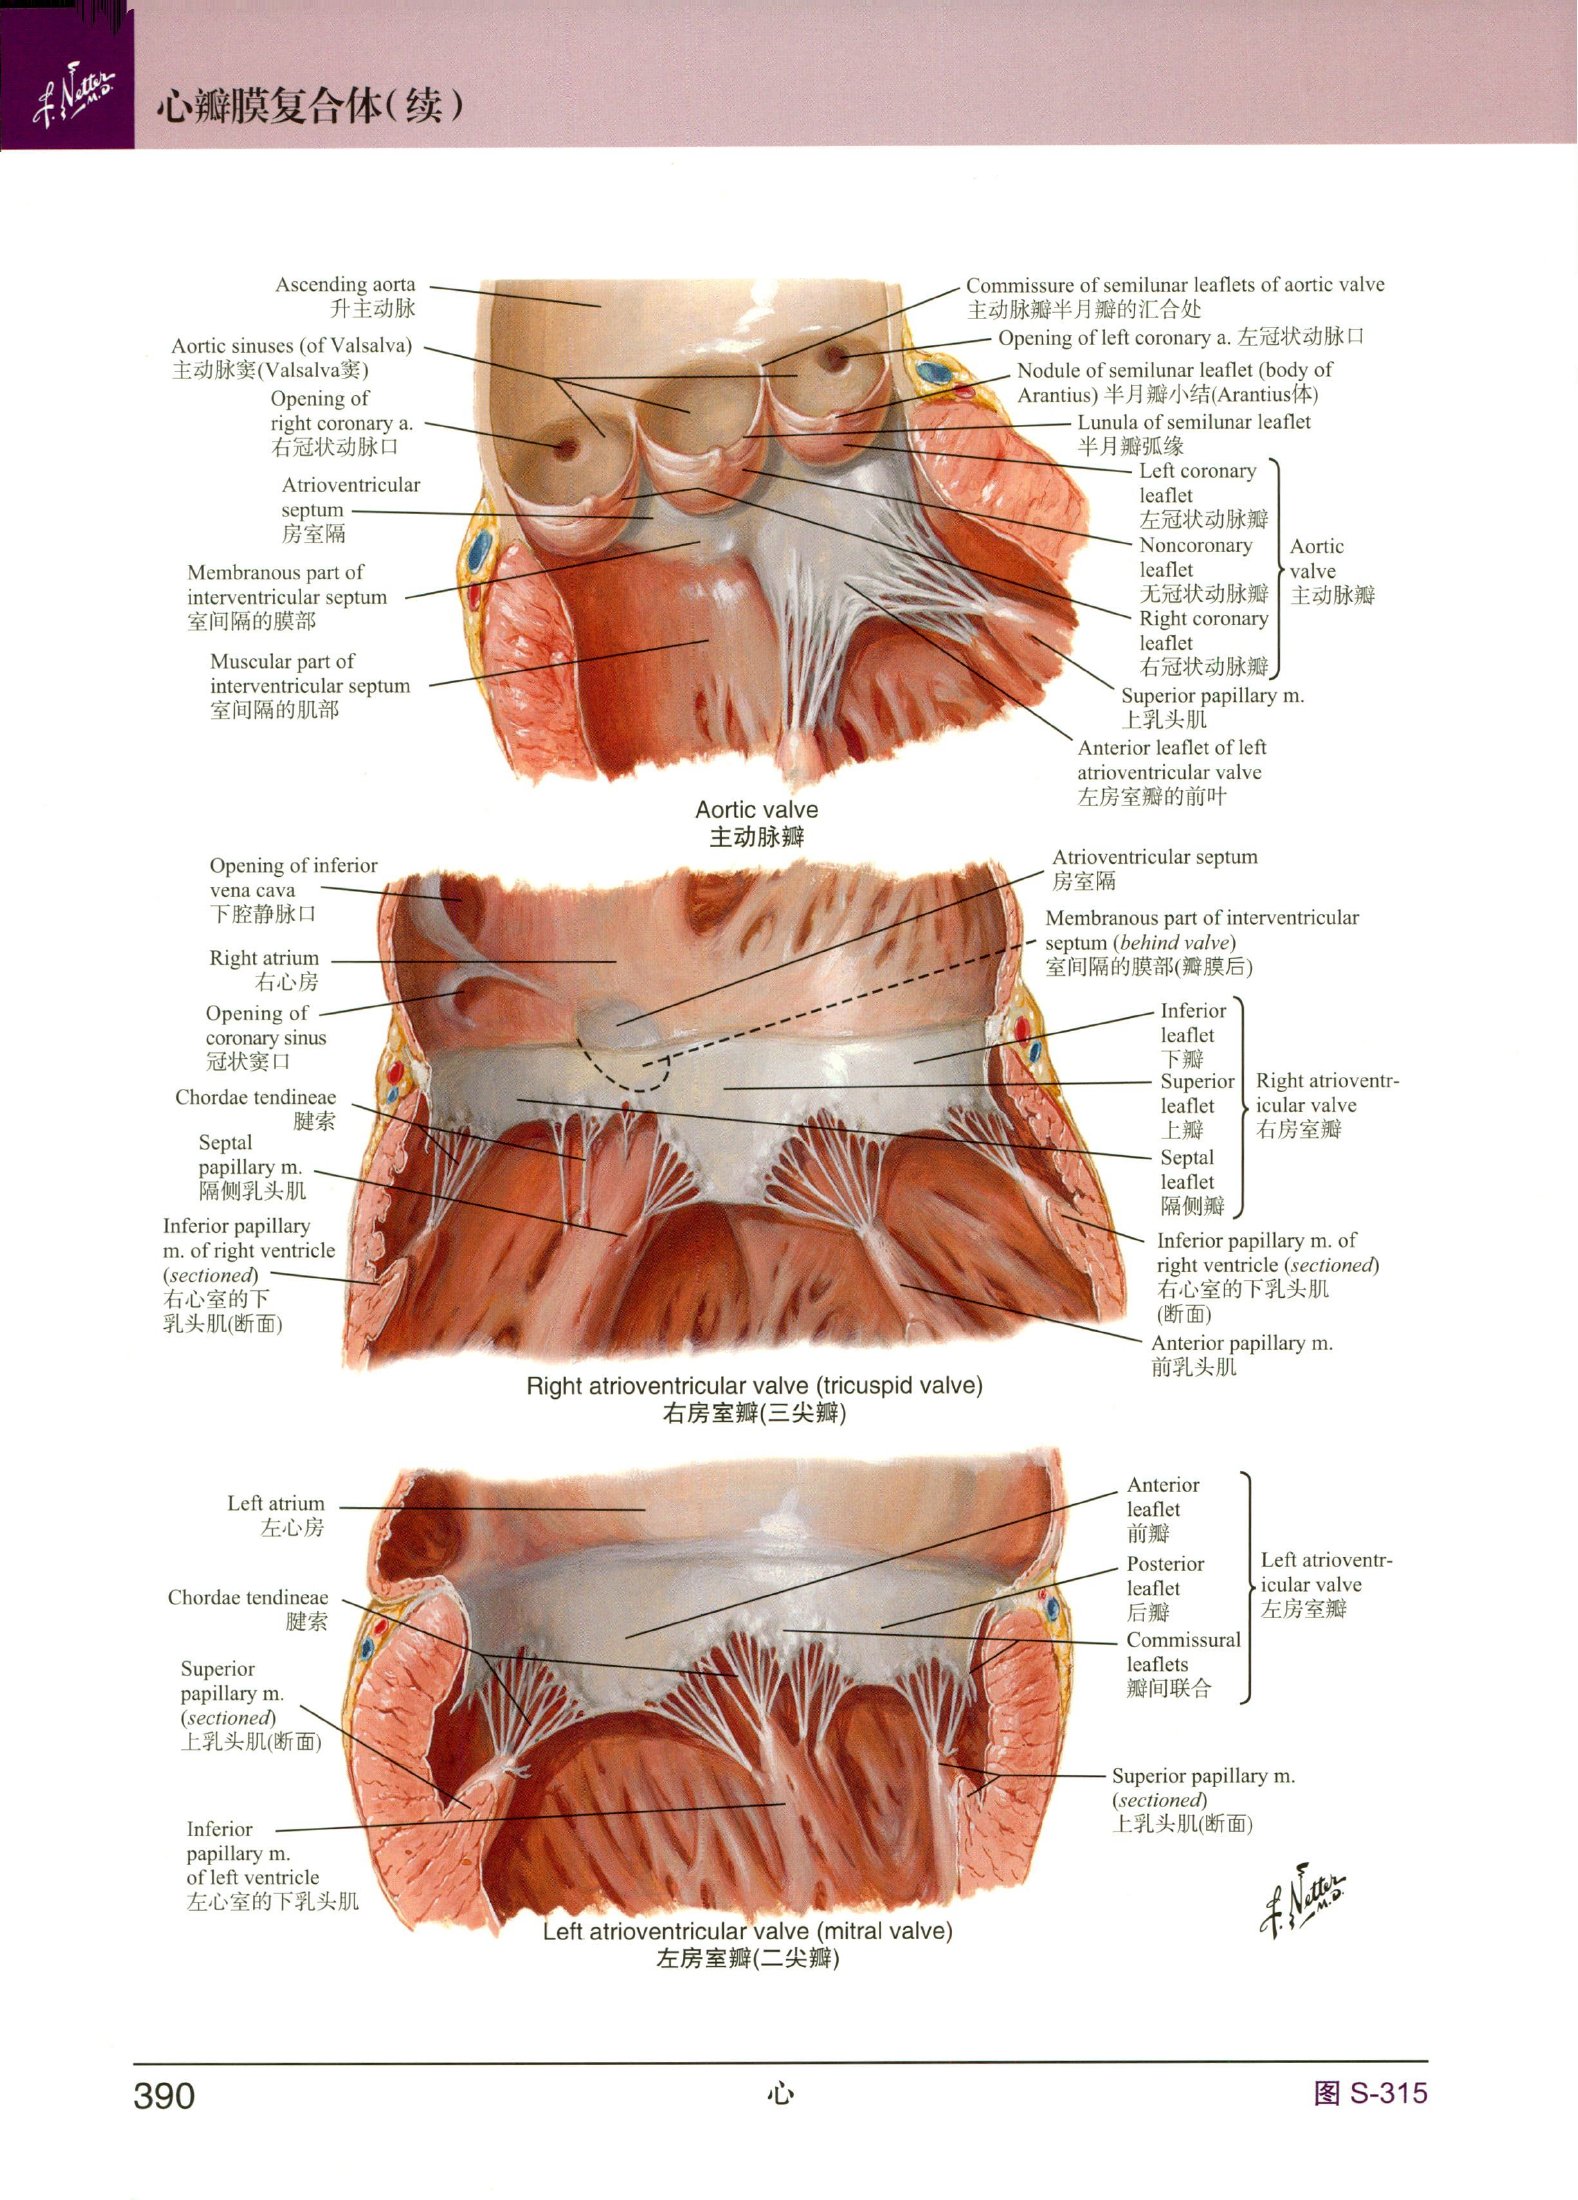 F. Netter M.D.
心瓣膜复合体(续)
Ascending aorta
升主动脉
Aortic sinuses (of Valsalva)
主动脉窦(Valsalva窦)
Opening of
right coronary a.
右冠状动脉口
Atrioventricular
septum
房室隔
Membranous part of
interventricular septum
室间隔的膜部
Muscular part of
interventricular septum
室间隔的肌部
Commissure of semilunar leaflets of aortic valve
主动脉瓣半月瓣的汇合处
Opening of left coronary a. 左冠状动脉口
Nodule of semilunar leaflet (body of
Arantius) 半月瓣小结(Arantius体)
Lunula of semilunar leaflet
半月瓣弧缘
Left coronary
leaflet
左冠状动脉瓣
Noncoronary
leaflet
无冠状动脉瓣
Right coronary
leaflet
右冠状动脉瓣
Aortic
valve
主动脉瓣
Superior papillary m.
上乳头肌
Anterior leaflet of left
atrioventricular valve
左房室瓣的前叶
Aortic valve
主动脉瓣
Opening of inferior
vena cava
下腔静脉口
Right atrium
右心房
Opening of
coronary sinus
冠状窦口
Chordae tendineae
腱索
Septal
papillary m.
隔侧乳头肌
Inferior papillary
m. of right ventricle
(sectioned)
右心室的下
乳头肌(断面)
Atrioventricular septum
房室隔
Membranous part of interventricular
septum (behind valve)
室间隔的膜部(瓣膜后)
Inferior
leaflet
下瓣
Superior
leaflet
上瓣
Septal
leaflet
隔侧瓣
Right atrioventr-
icular valve
右房室瓣
Inferior papillary m. of
right ventricle (sectioned)
右心室的下乳头肌
(断面)
Anterior papillary m.
前乳头肌
Right atrioventricular valve (tricuspid valve)
右房室瓣(三尖瓣)
Left atrium
左心房
Chordae tendineae
腱索
Superior
papillary m.
(sectioned)
上乳头肌(断面)
Inferior
papillary m.
of left ventricle
左心室的下乳头肌
Anterior
leaflet
前瓣
Posterior
leaflet
后瓣
Commissural
leaflets
瓣间联合
Left atrioventr-
icular valve
左房室瓣
Superior papillary m.
(sectioned)
上乳头肌(断面)
F. Netter M.D.
Left atrioventricular valve (mitral valve)
左房室瓣(二尖瓣)
390
心
图 S-315